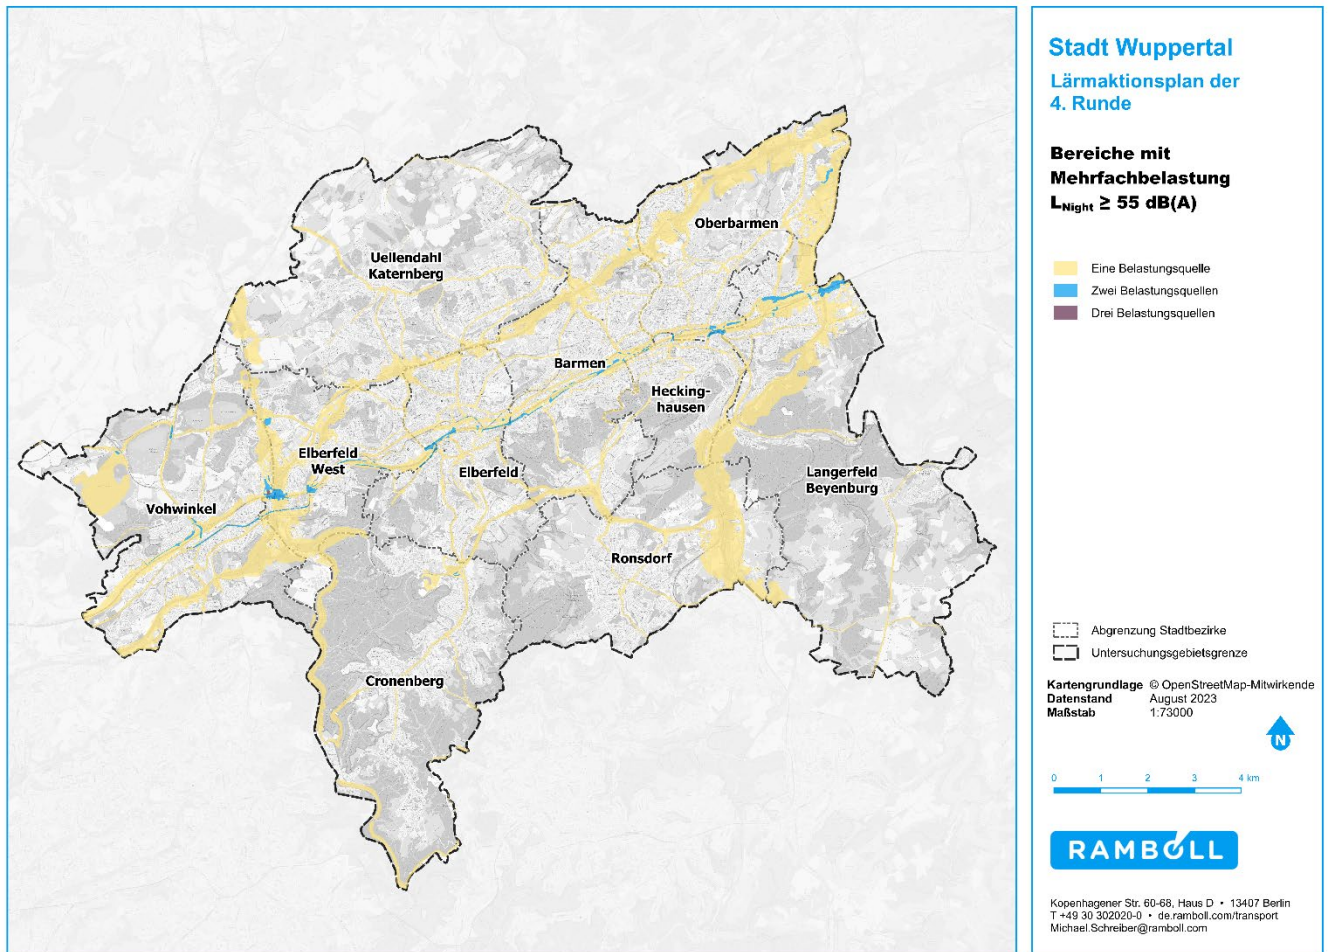 Stadt Wuppertal
Lärmaktionsplan der
4. Runde
Bereiche mit
Mehrfachbelastung
LNight ≥ 55 dB(A)
Eine Belastungsquelle
Zwei Belastungsquellen
Drei Belastungsquellen
Oberbarmen
Uellendahl
Katernberg
Barmen
Hecking-
hausen
Elberfeld
West
Elberfeld
Langerfeld
Beyenburg
Vohwinkel
Ronsdorf
Cronenberg
Abgrenzung Stadtbezirke
Untersuchungsgebietsgrenze
Kartengrundlage © OpenStreetMap-Mitwirkende
Datenstand August 2023
Maßstab 1:73000
N
0 1 2 3 4 km
RAMBOLL
Kopenhagener Str. 60-68, Haus D • 13407 Berlin
T +49 30 302020-0 • de.ramboll.com/transport
Michael.Schreiber@ramboll.com